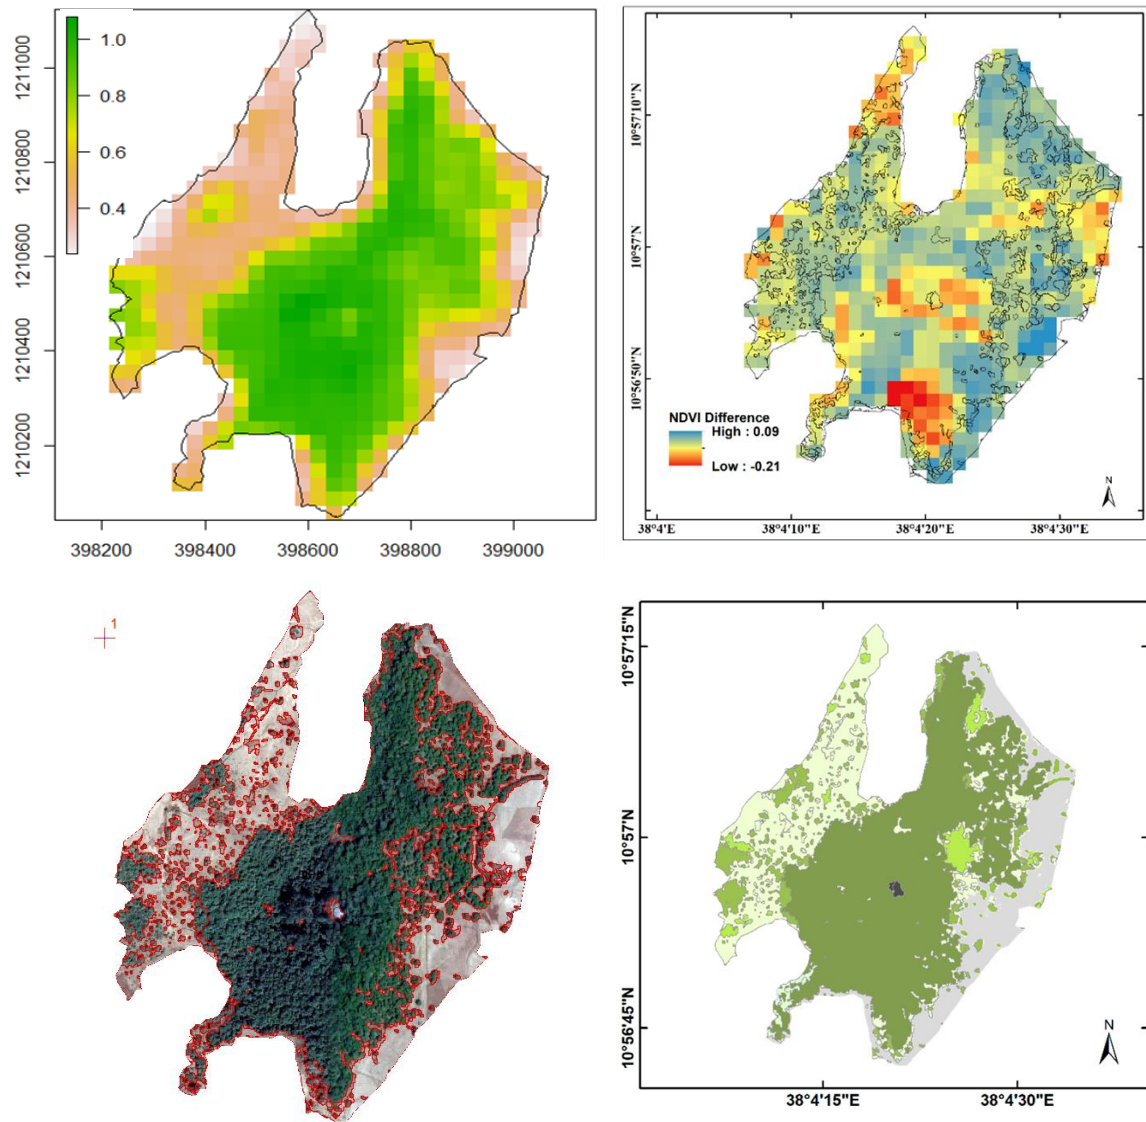 1.0
0.8
0.6
0.4
1211000
1210800
1210600
1210400
1210200
398200 398400 398600 398800 399000
10°57'10"N
10°57'N
10°56'50"N
NDVI Difference
High : 0.09
Low : -0.21
N
38°4'E 38°4'10"E 38°4'20"E 38°4'30"E
1
10°57'15"N
10°57'N
10°56'45"N
N
38°4'15"E 38°4'30"E